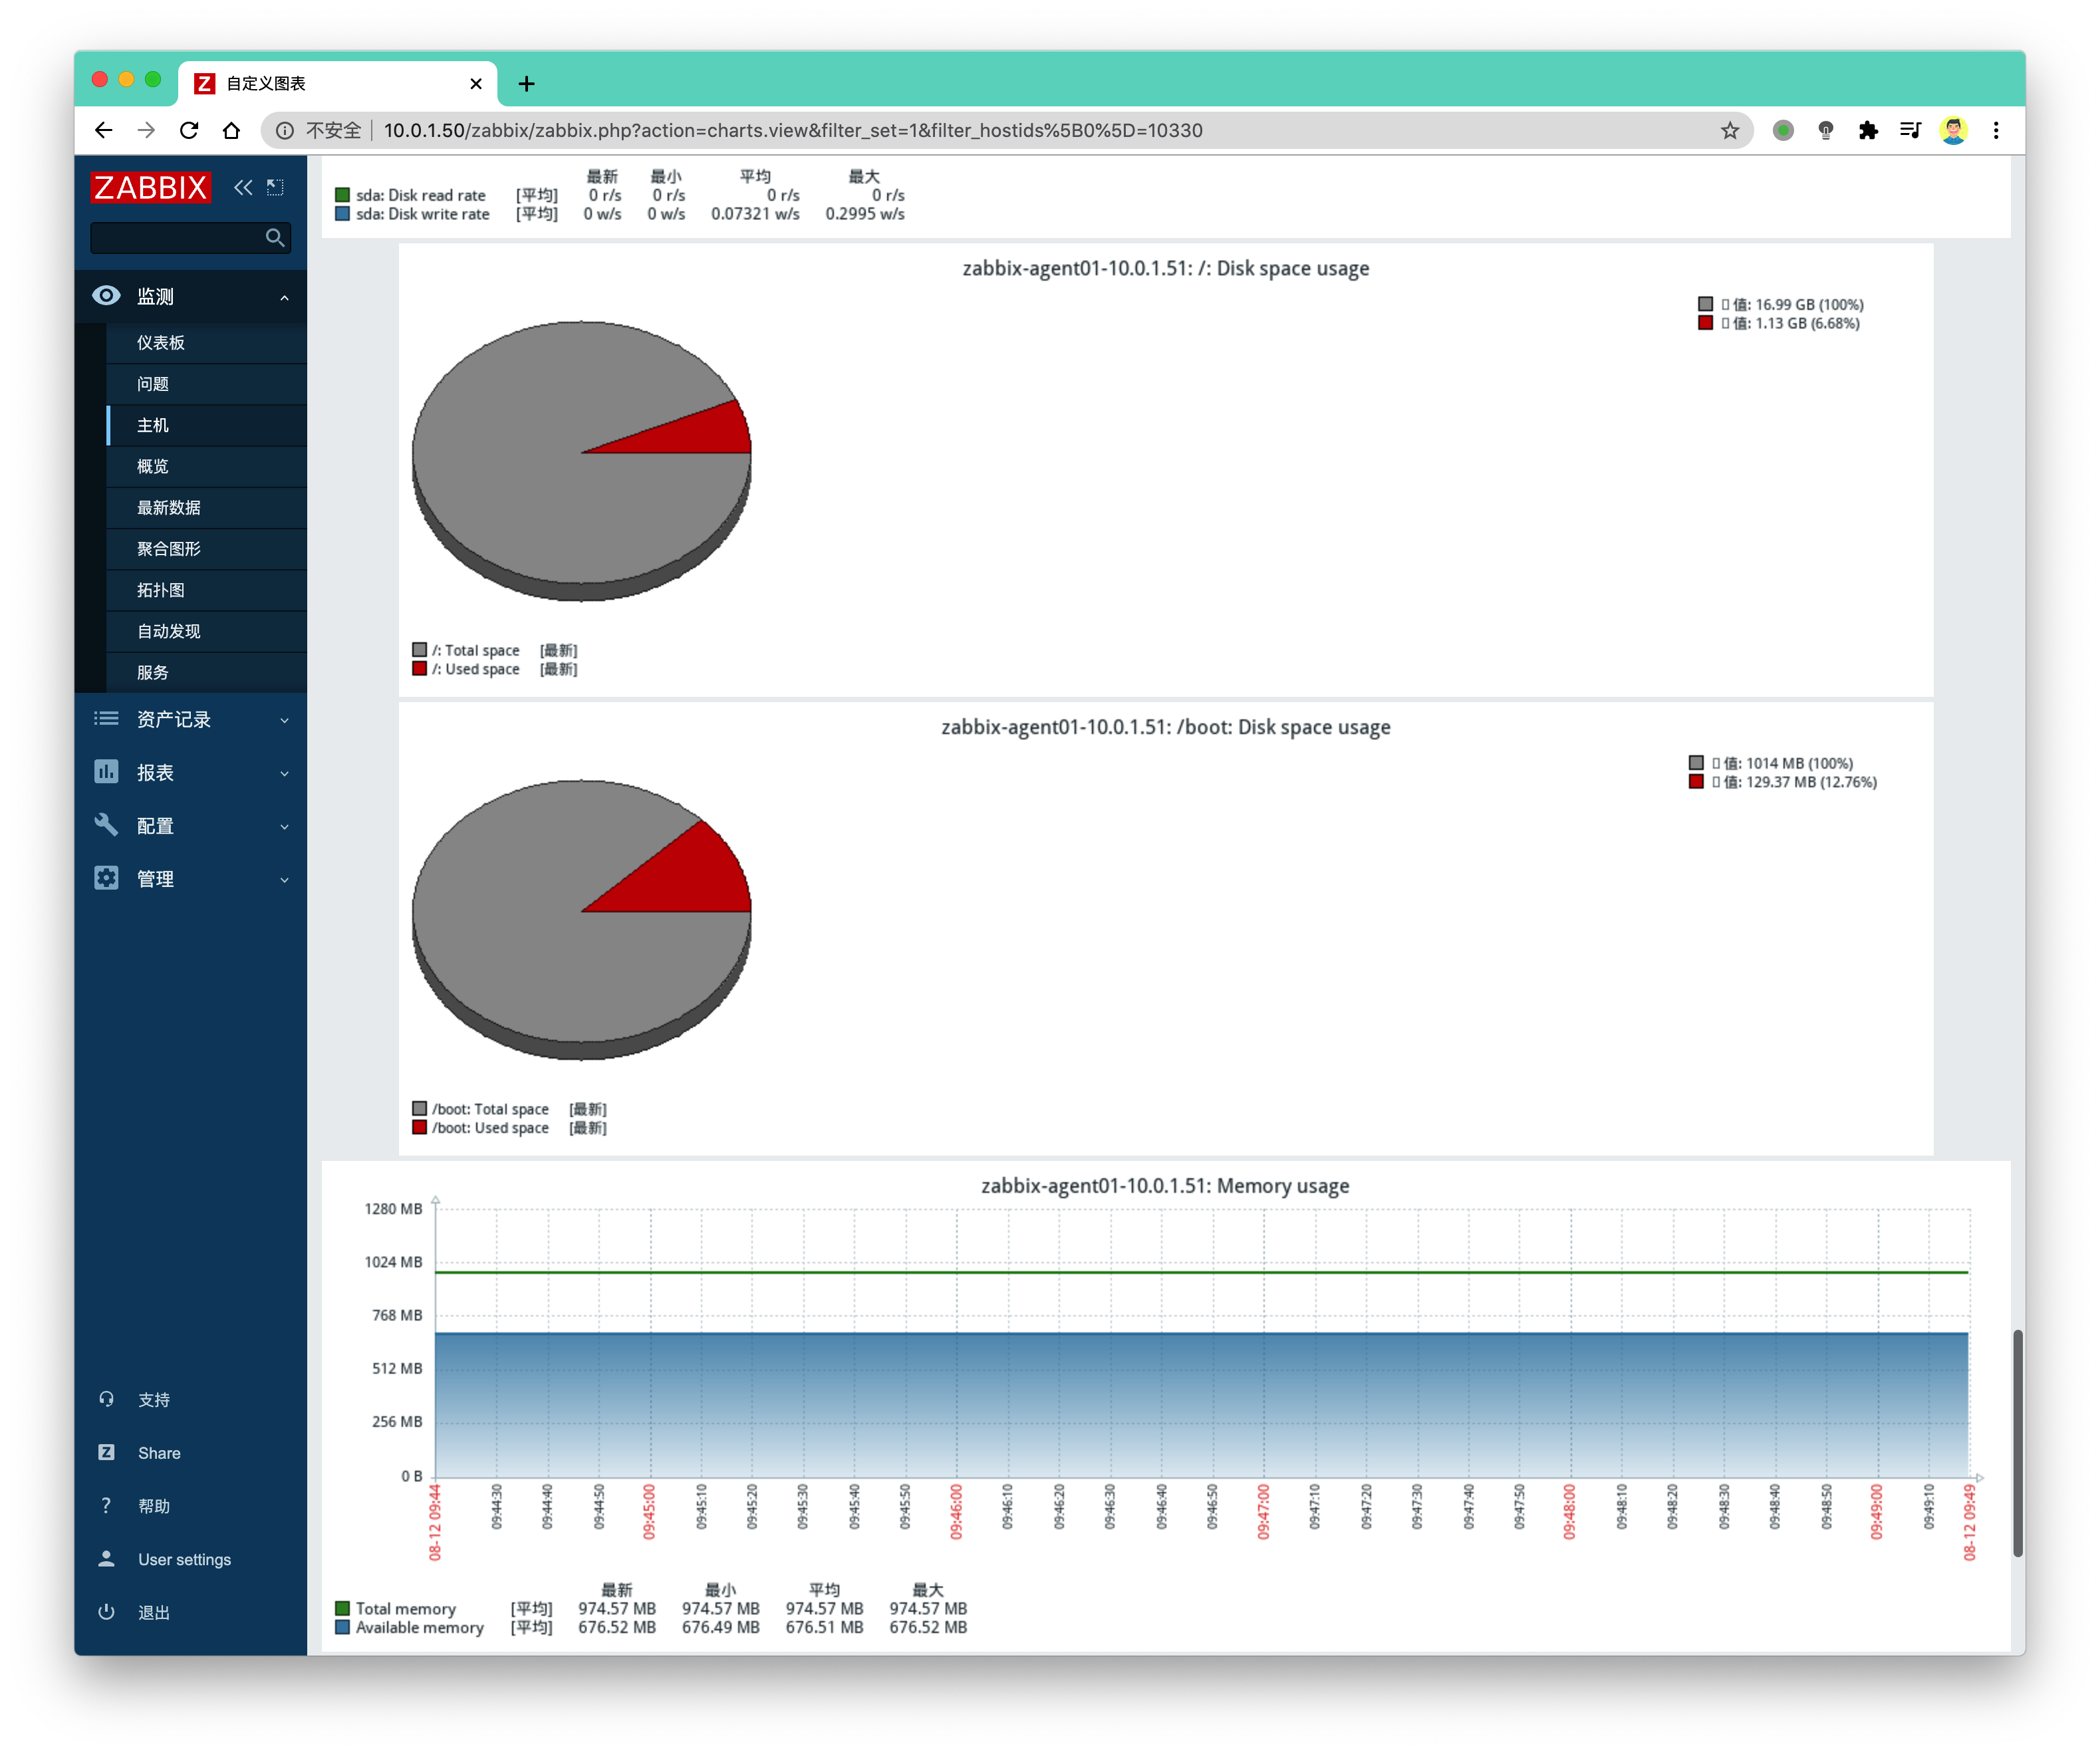 自定义图表
不安全 10.0.1.50/zabbix/zabbix.php?action=charts.view&filter_set=1&filter_hostids%5B0%5D=10330
ZABBIX
监测
仪表板
问题
主机
概览
最新数据
聚合图形
拓扑图
自动发现
服务
资产记录
报表
配置
管理
支持
Share
帮助
User settings
退出
最新 最小 平均 最大
sda: Disk read rate [平均] 0 r/s 0 r/s 0 r/s 0 r/s
sda: Disk write rate [平均] 0 w/s 0 w/s 0.07321 w/s 0.2995 w/s
zabbix-agent01-10.0.1.51: /: Disk space usage
值: 16.99 GB (100%)
值: 1.13 GB (6.68%)
/: Total space [最新]
/: Used space [最新]
zabbix-agent01-10.0.1.51: /boot: Disk space usage
值: 1014 MB (100%)
值: 129.37 MB (12.76%)
/boot: Total space [最新]
/boot: Used space [最新]
zabbix-agent01-10.0.1.51: Memory usage
1280 MB
1024 MB
768 MB
512 MB
256 MB
0 B
08-12 09:44
09:44:30
09:44:40
09:44:50
09:45:00
09:45:10
09:45:20
09:45:30
09:45:40
09:45:50
09:46:00
09:46:10
09:46:20
09:46:30
09:46:40
09:46:50
09:47:00
09:47:10
09:47:20
09:47:30
09:47:40
09:47:50
09:48:00
09:48:10
09:48:20
09:48:30
09:48:40
09:48:50
09:49:00
09:49:10
08-12 09:49
最新 最小 平均 最大
Total memory [平均] 974.57 MB 974.57 MB 974.57 MB 974.57 MB
Available memory [平均] 676.52 MB 676.49 MB 676.51 MB 676.52 MB